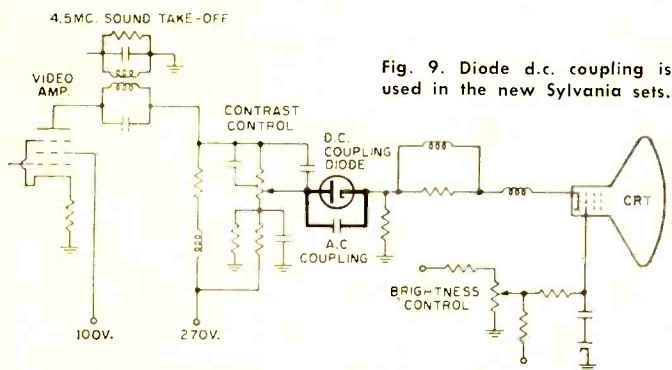 4.5MC. SOUND TAKE-OFF
VIDEO
AMP.
Fig. 9. Diode d.c. coupling is
used in the new Sylvania sets.
CONTRAST
CONTROL
D.C.
COUPLING
DIODE
A.C
COUPLING
CRT
BRIGHTNESS
CONTROL
100V.
270V.